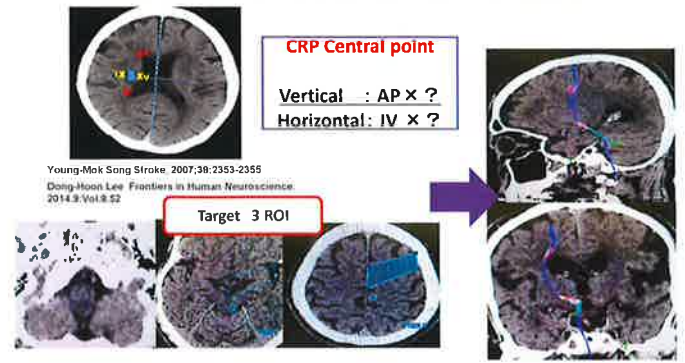 CRP Central point
Vertical : AP × ?
Horizontal: IV × ?
Young-Mok Song Stroke. 2007;38:2353-2355
Dong-Hoon Lee Frontiers in Human Neuroscience.
2014.9:Vol.8.52
Target 3 ROI